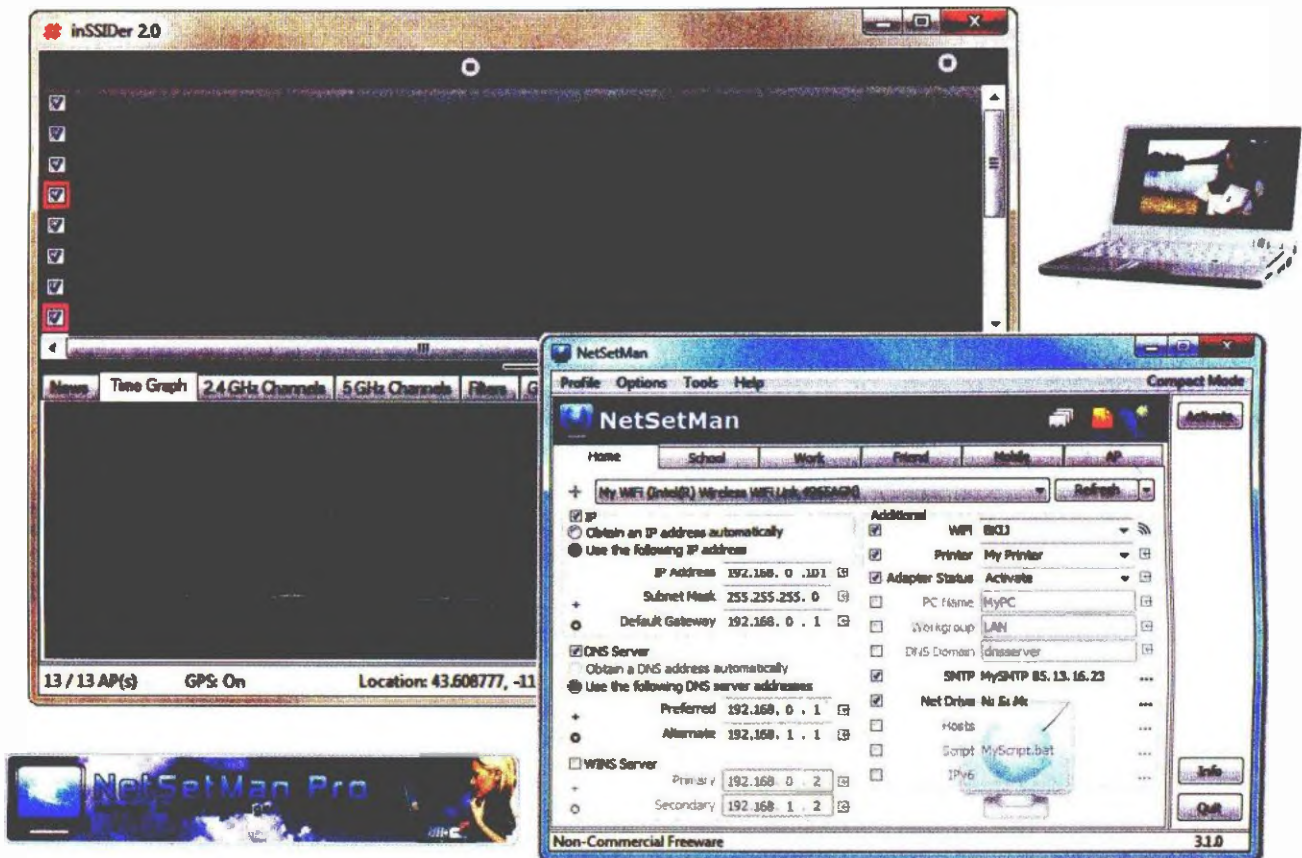 inSSIDer 2.0
News Time Graph 2.4 GHz Channels 5 GHz Channels Filters G
13 / 13 AP(s) GPS: On Location: 43.608777, -11
NetSetMan
Profile Options Tools Help Compact Mode
NetSetMan Activate
Home School Work Friend Mobile AP
My WiFi (Intel(R) Wireless WiFi Link 4965AGN) Refresh
IP
Obtain an IP address automatically
Use the following IP address
IP Address 192.168. 0 .101
Subnet Mask 255.255.255. 0
Default Gateway 192.168. 0 . 1
DNS Server
Obtain a DNS address automatically
Use the following DNS server addresses
Preferred 192.168. 0 . 1
Alternate 192.168. 1 . 1
WINS Server
Primary 192.168 0 . 2
Secondary 192.168 1 . 2
Additional
WiFi
Printer My Printer
Adapter Status Activate
PC Name MyPC
Workgroup LAN
DNS Domain dnsserver
SMTP MySMTP 85.13.16.23
Net Drive
Hosts
Script MyScript.bat
IPv6
Info
Quit
Non-Commercial Freeware 3.1.0
NetSetMan Pro